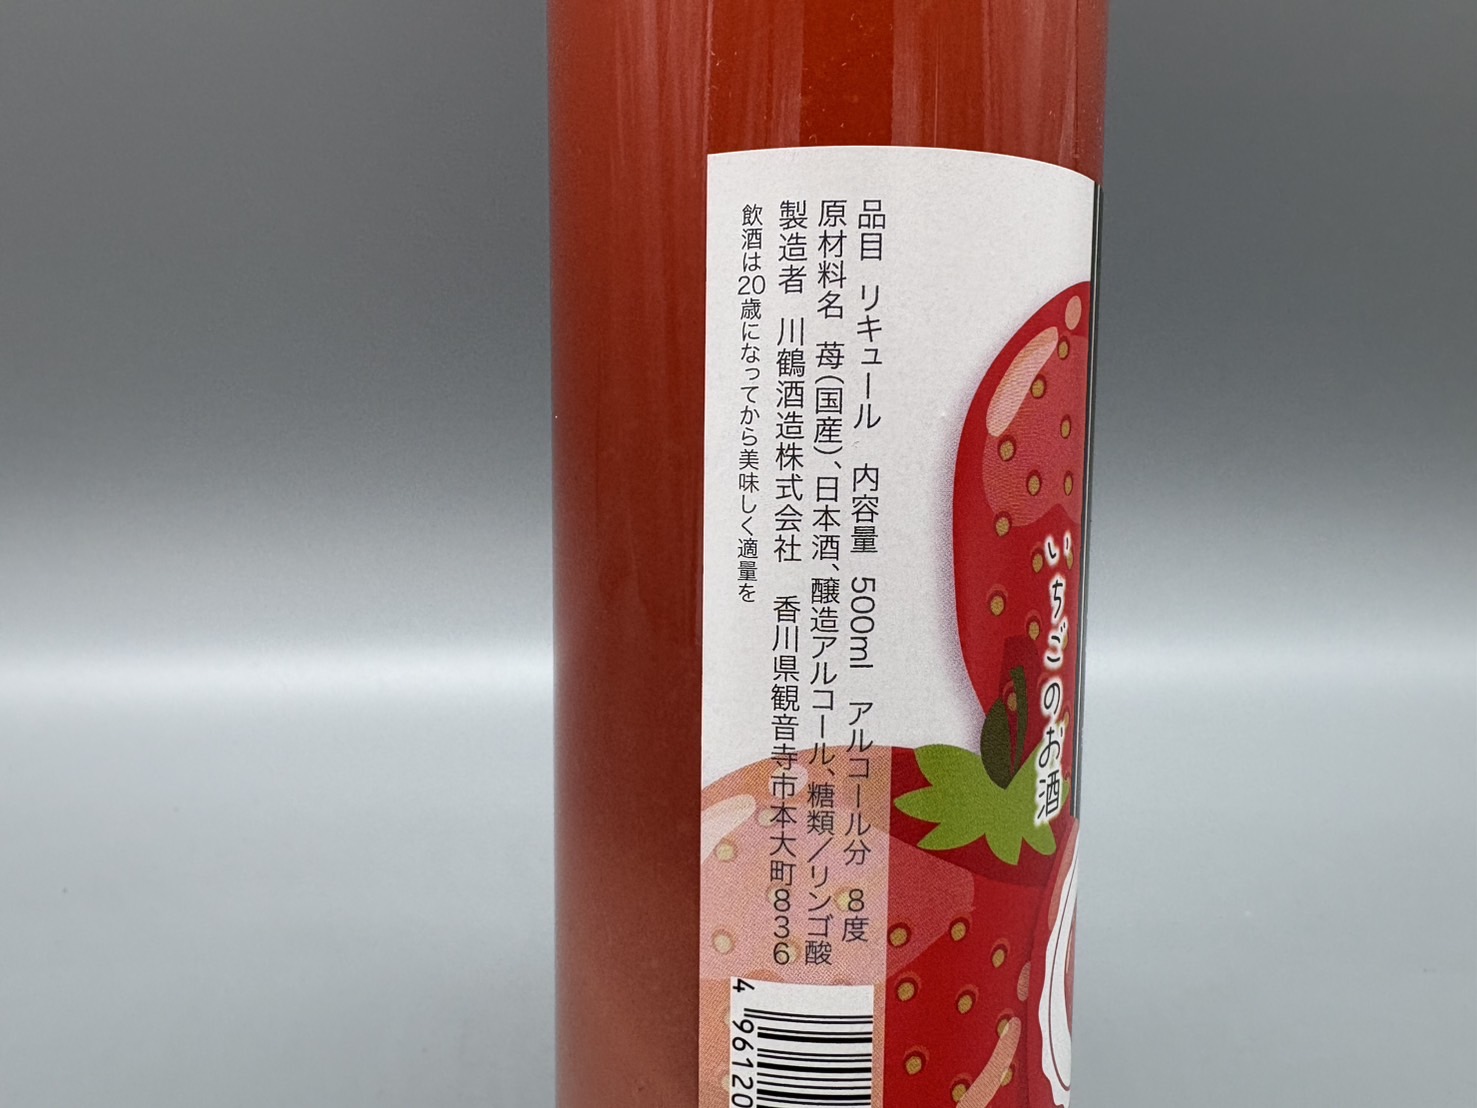 いちごのお酒
品目 リキュール 内容量 500ml アルコール分 8度
原材料名 苺(国産)、日本酒、醸造アルコール、糖類/リンゴ酸
製造者 川鶴酒造株式会社 香川県観音寺市本大町836
飲酒は20歳になってから美味しく適量を
4 96120